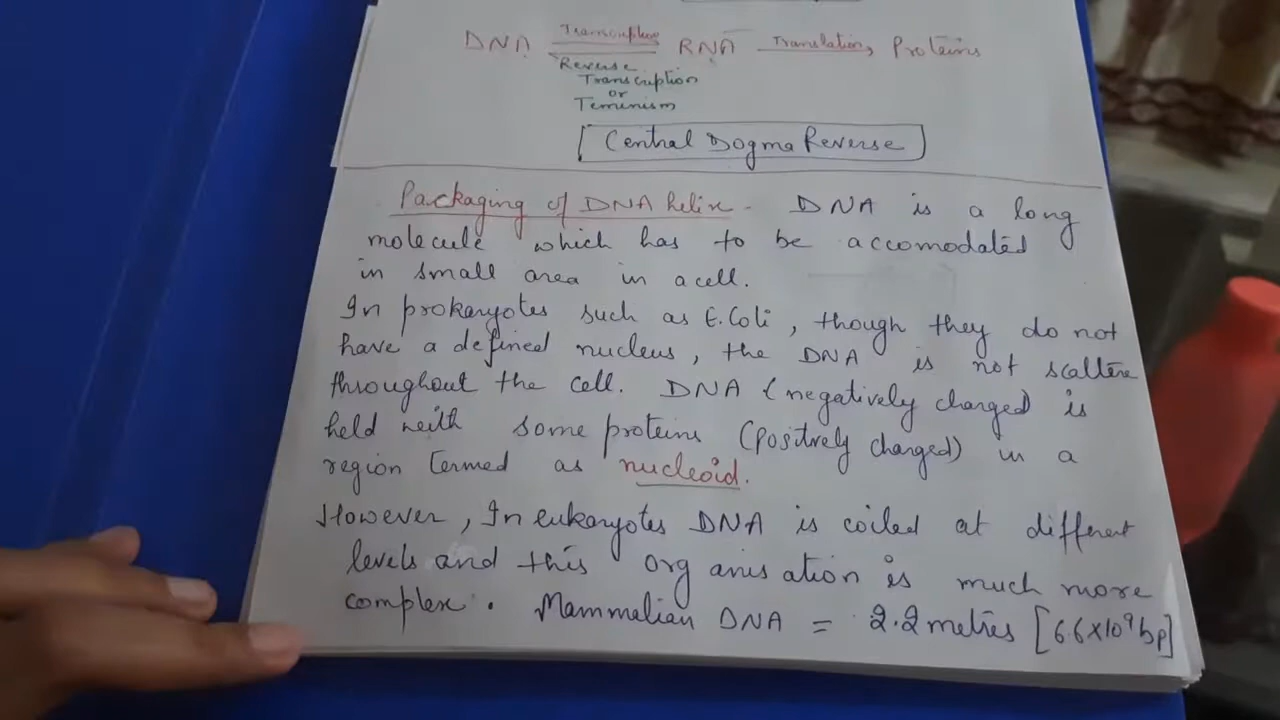 DNA Transcription RNA Translation, Proteins
Reverse
Transcription
or
Teminism
Central Dogma Reverse
Packaging of DNA helix - DNA is a long
molecule which has to be accomodated
in small area in a cell.
In prokaryotes such as E.Coli, though they do not
have a defined nucleus, the DNA is not scattere
throughout the cell. DNA (negatively charged) is
held with some proteins (positively charged) in a
region termed as nucleoid.
However, In eukaryotes DNA is coiled at different
levels and this organisation is much more
complex. Mammalian DNA = 2.2 metres [6.6x10⁹bp]